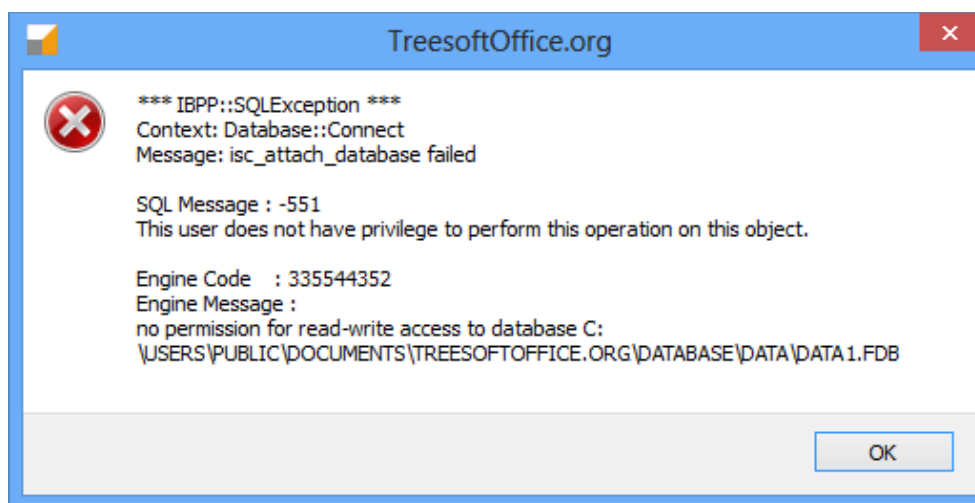 TreesoftOffice.org
*** IBPP::SQLException ***
Context: Database::Connect
Message: isc_attach_database failed
SQL Message : -551
This user does not have privilege to perform this operation on this object.
Engine Code    : 335544352
Engine Message :
no permission for read-write access to database C:
\USERS\PUBLIC\DOCUMENTS\TREESOFTOFFICE.ORG\DATABASE\DATA\DATA1.FDB
OK